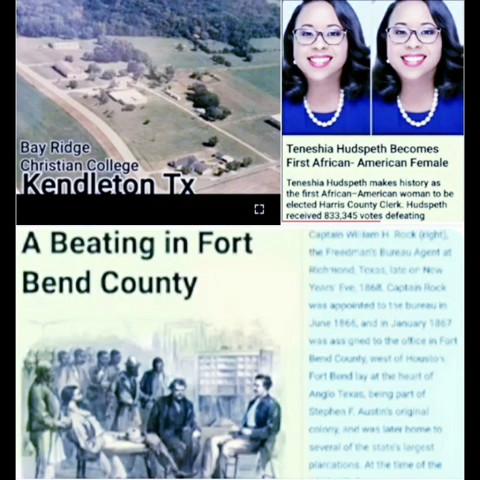 Bay Ridge
Christian College
Kendleton Tx
Teneshia Hudspeth Becomes
First African- American Female
Teneshia Hudspeth makes history as
the first African-American woman to be
elected Harris County Clerk. Hudspeth
received 833,345 votes defeating
A Beating in Fort
Bend County
Captain William H. Rock (right),
the Freedman's Bureau Agent at
Richmond, Texas, late on New
Years' Eve, 1868. Captain Rock
was appointed to the bureau in
June 1866, and in January 1867
was assigned to the office in Fort
Bend County, west of Houston.
Fort Bend lay at the heart of
Anglo Texas, being part of
Stephen F. Austin's original
colony, and was later home to
several of the state's largest
plantations. At the time of the